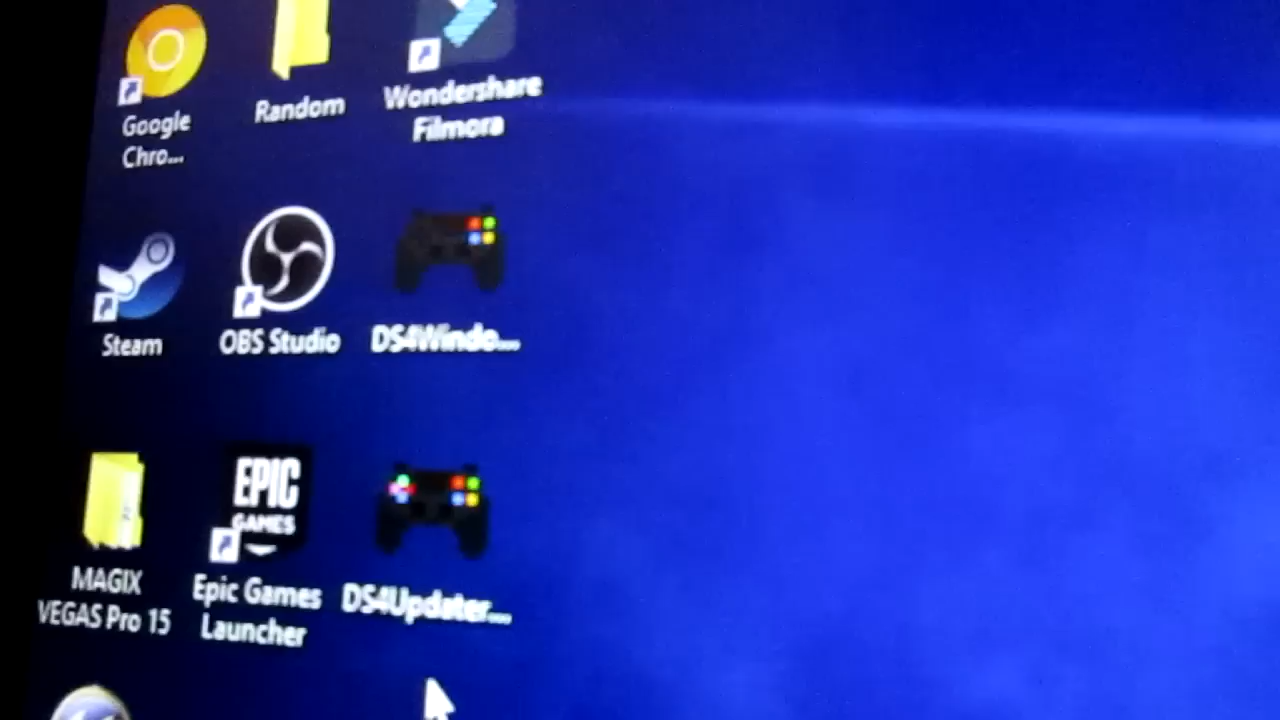 Google
Chro...
Random
Wondershare
Filmora
Steam
OBS Studio
DS4Windo...
MAGIX
VEGAS Pro 15
EPIC
GAMES
Epic Games
Launcher
DS4Updater...